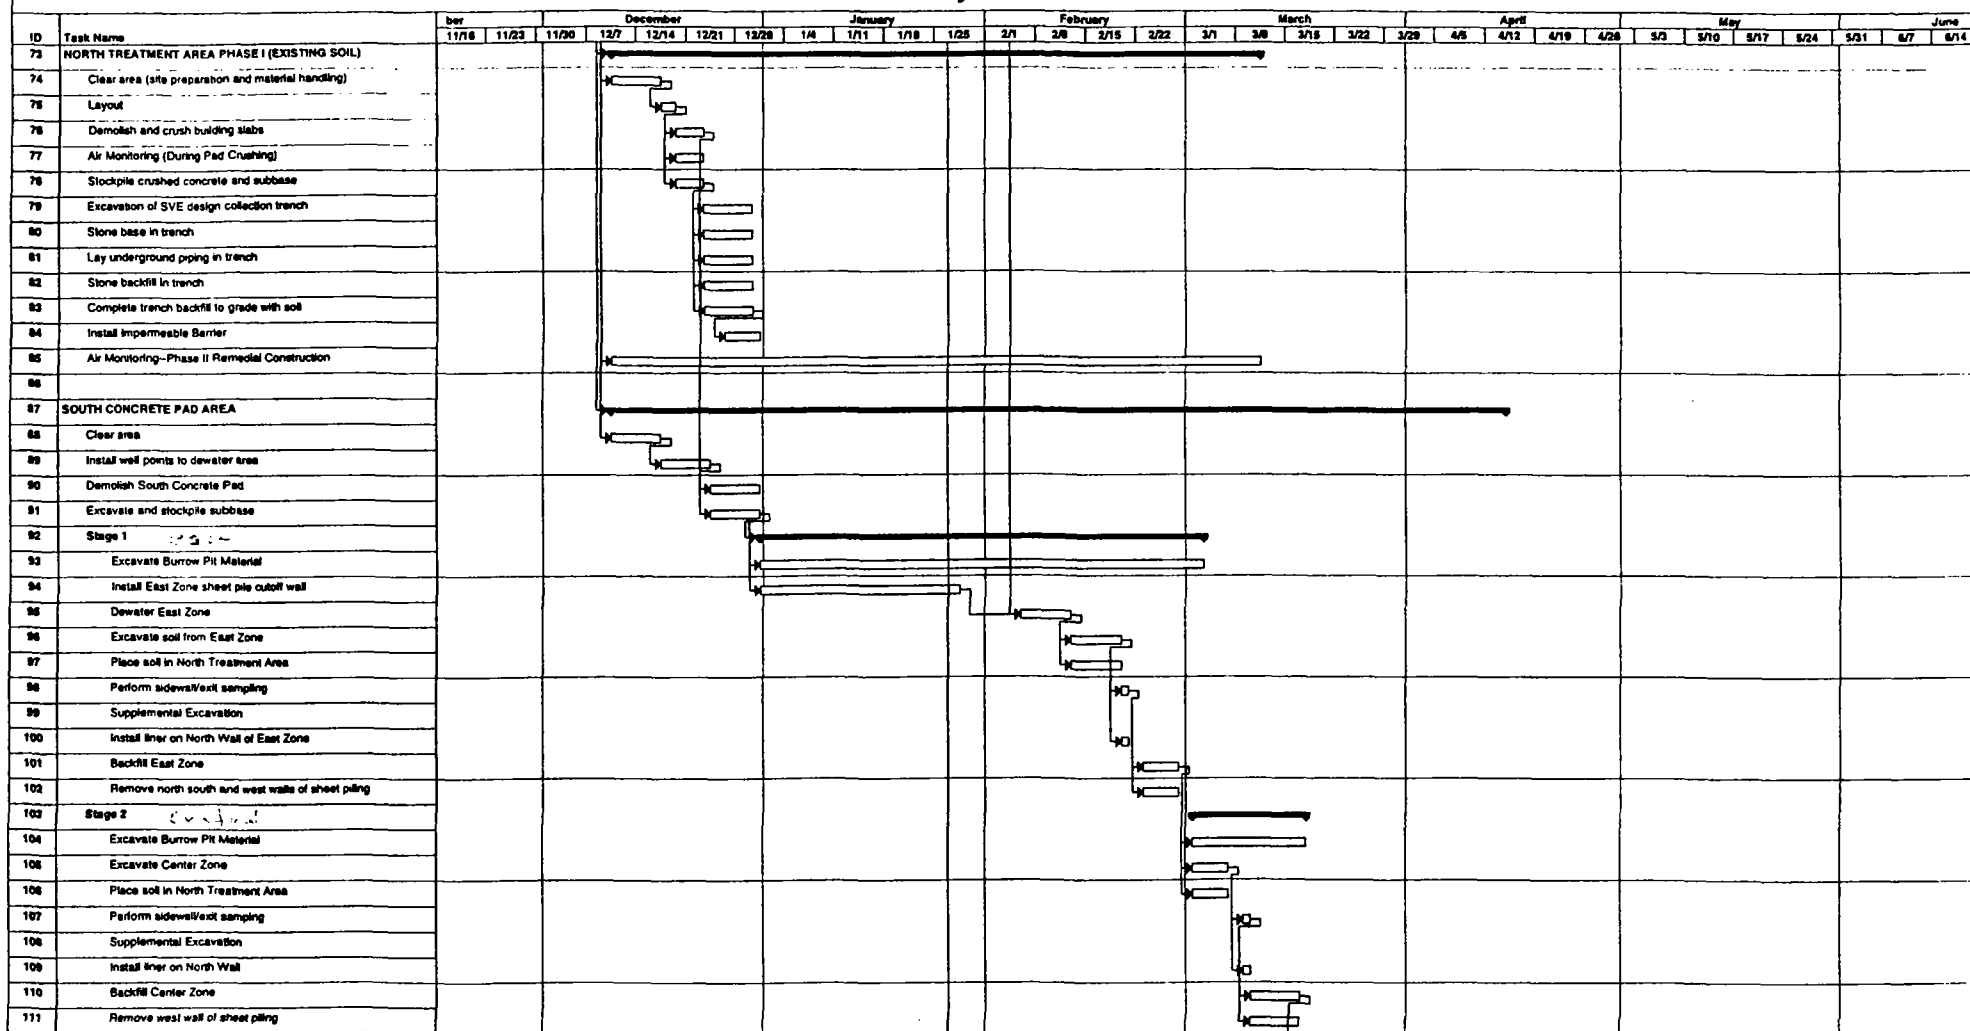 ber December January February March April May June
ID Task Name 11/16 11/23 11/30 12/7 12/14 12/21 12/28 1/4 1/11 1/18 1/25 2/1 2/8 2/15 2/22 3/1 3/8 3/15 3/22 3/29 4/5 4/12 4/19 4/26 5/3 5/10 5/17 5/24 5/31 6/7 6/14
73 NORTH TREATMENT AREA PHASE I (EXISTING SOIL)
74 Clear area (site preparation and material handling)
75 Layout
76 Demolish and crush building slabs
77 Air Monitoring (During Pad Crushing)
78 Stockpile crushed concrete and subbase
79 Excavation of SVE design collection trench
80 Stone base in trench
81 Lay underground piping in trench
82 Stone backfill in trench
83 Complete trench backfill to grade with soil
84 Install Impermeable Barrier
85 Air Monitoring--Phase II Remedial Construction
86
87 SOUTH CONCRETE PAD AREA
88 Clear area
89 Install well points to dewater area
90 Demolish South Concrete Pad
91 Excavate and stockpile subbase
92 Stage 1
93 Excavate Burrow Pit Material
94 Install East Zone sheet pile cutoff wall
95 Dewater East Zone
96 Excavate soil from East Zone
97 Place soil in North Treatment Area
98 Perform sidewall/exit sampling
99 Supplemental Excavation
100 Install liner on North Wall of East Zone
101 Backfill East Zone
102 Remove north south and west walls of sheet piling
103 Stage 2
104 Excavate Burrow Pit Material
105 Excavate Center Zone
106 Place soil in North Treatment Area
107 Perform sidewall/exit sampling
108 Supplemental Excavation
109 Install liner on North Wall
110 Backfill Center Zone
111 Remove west wall of sheet piling